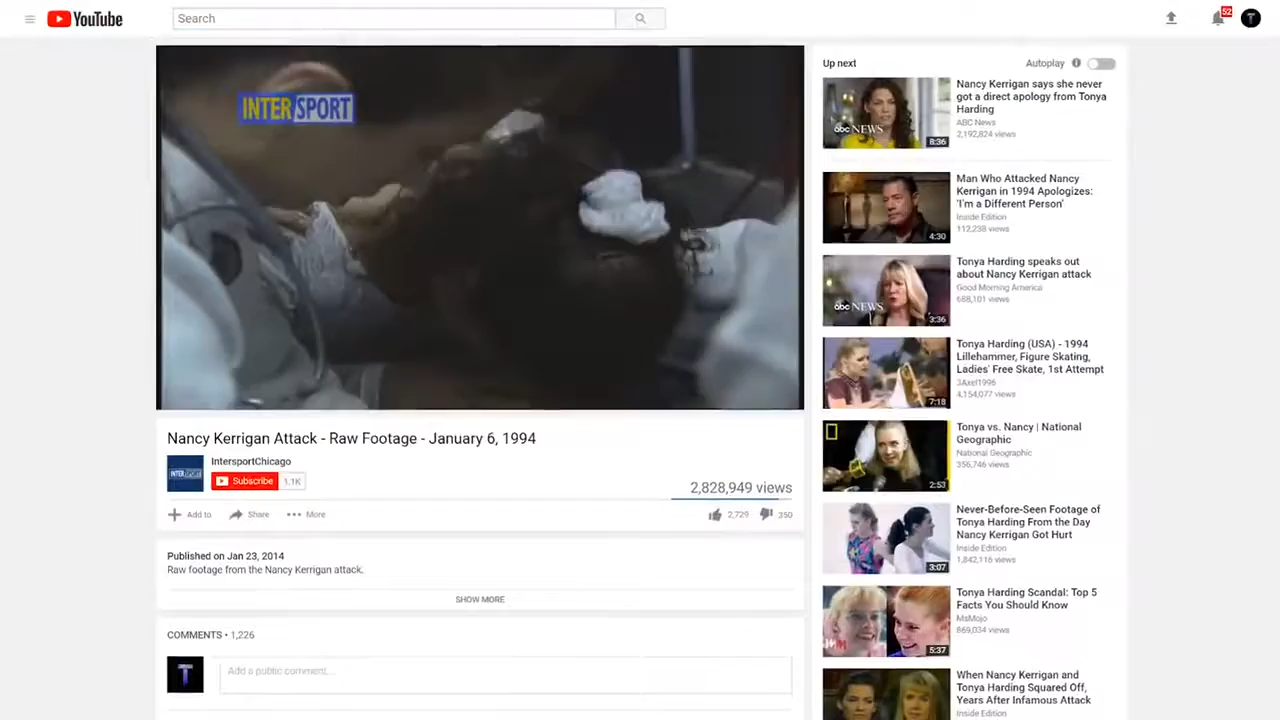 YouTube
Search
52
T
INTERSPORT
Up next
Autoplay
Nancy Kerrigan says she never
got a direct apology from Tonya
Harding
ABC News
2,192,824 views
abc NEWS
8:36
Man Who Attacked Nancy
Kerrigan in 1994 Apologizes:
'I'm a Different Person'
Inside Edition
112,238 views
4:30
Tonya Harding speaks out
about Nancy Kerrigan attack
Good Morning America
688,101 views
abc NEWS
3:36
Tonya Harding (USA) - 1994
Lillehammer, Figure Skating,
Ladies' Free Skate, 1st Attempt
3Axel1996
4,154,077 views
7:18
Tonya vs. Nancy | National
Geographic
National Geographic
356,746 views
2:53
Never-Before-Seen Footage of
Tonya Harding From the Day
Nancy Kerrigan Got Hurt
Inside Edition
1,842,116 views
3:07
Tonya Harding Scandal: Top 5
Facts You Should Know
MsMojo
869,034 views
5:37
When Nancy Kerrigan and
Tonya Harding Squared Off,
Years After Infamous Attack
Inside Edition
Nancy Kerrigan Attack - Raw Footage - January 6, 1994
INTERSPORT
IntersportChicago
Subscribe
1.1K
2,828,949 views
Add to
Share
More
2,729
350
Published on Jan 23, 2014
Raw footage from the Nancy Kerrigan attack.
SHOW MORE
COMMENTS • 1,226
T
Add a public comment...